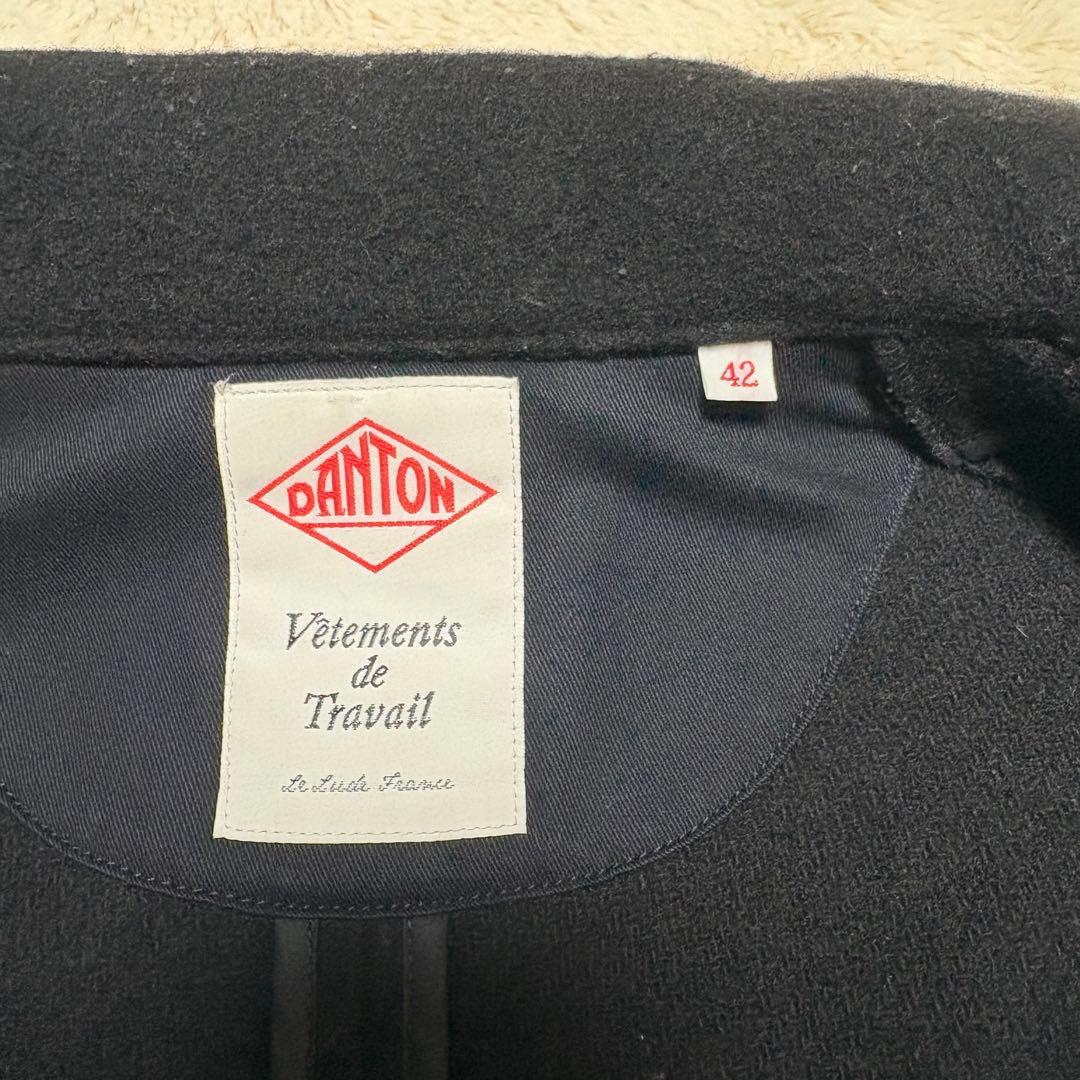 DANTON
Vêtements
de
Travail
Le Lude France
42